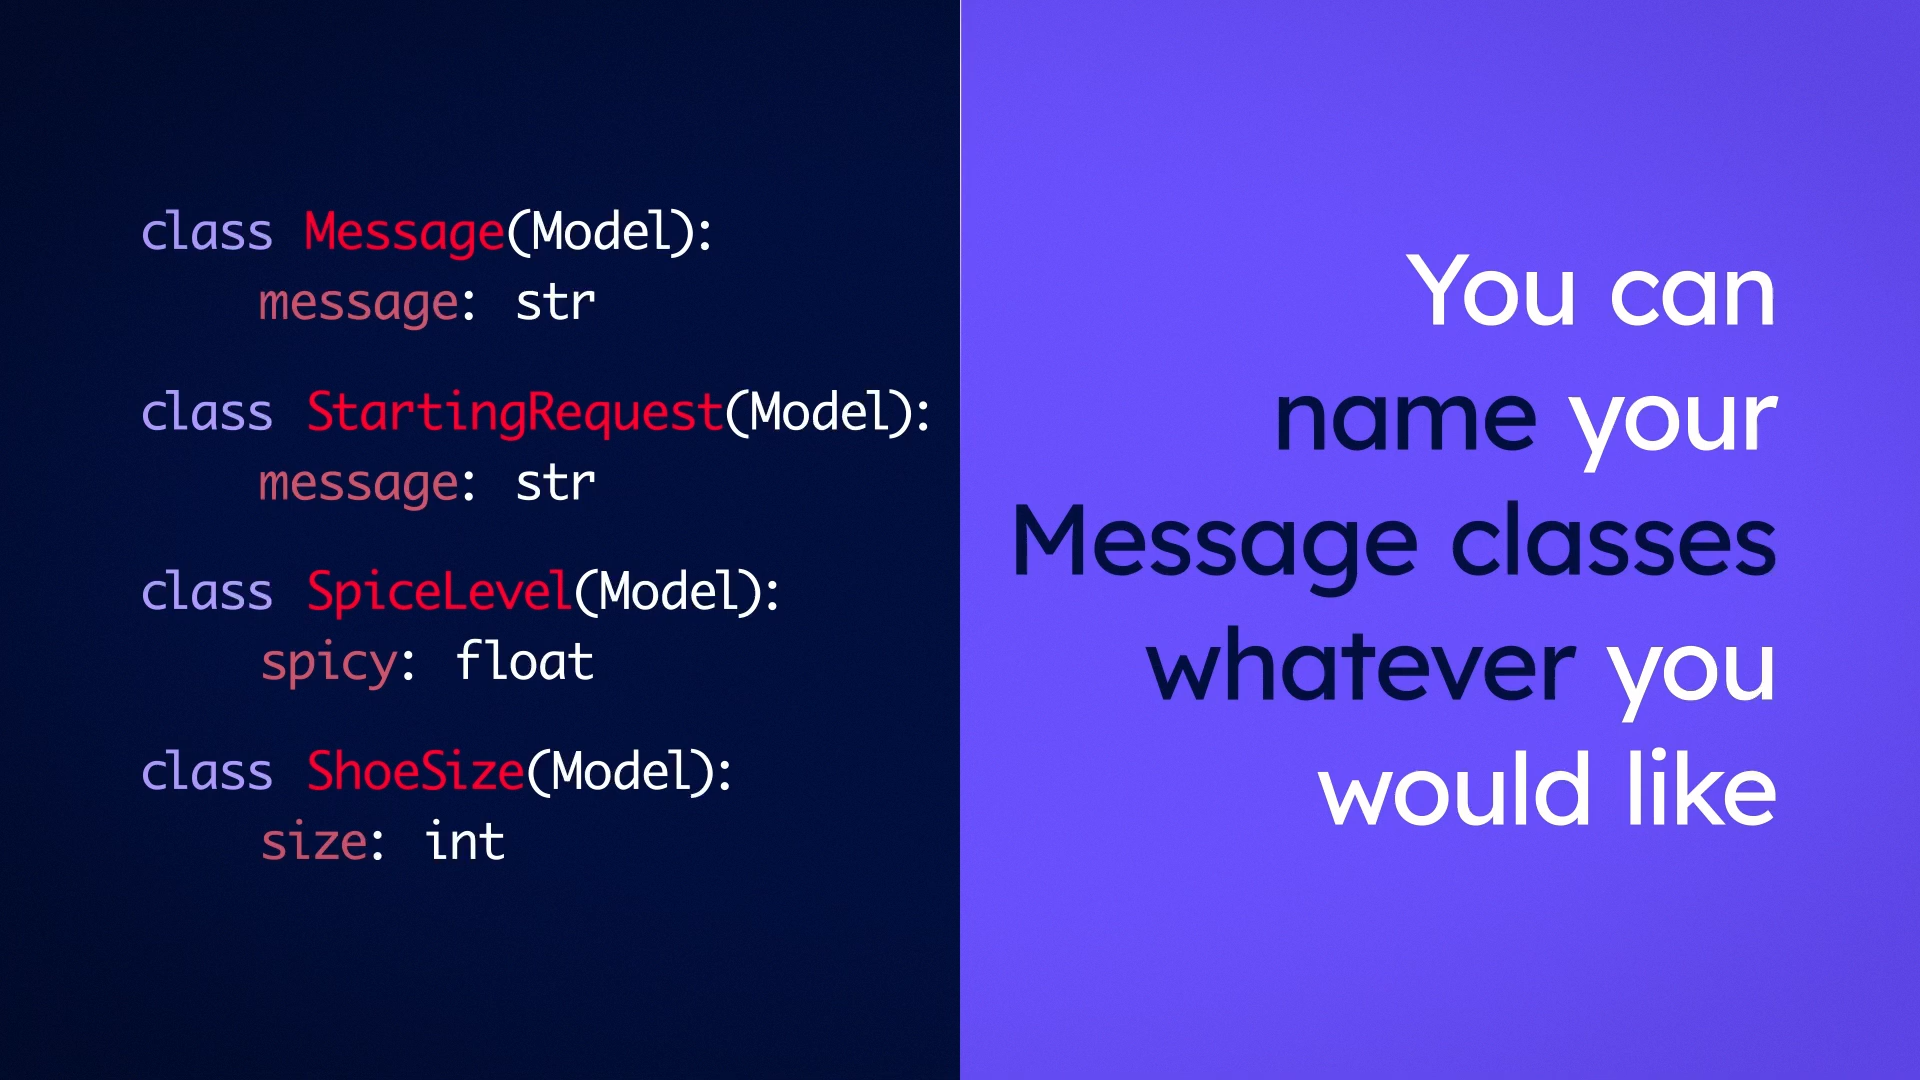 class Message(Model):
message: str
class StartingRequest(Model):
message: str
class SpiceLevel(Model):
spicy: float
class ShoeSize(Model):
size: int
You can
name your
Message classes
whatever you
would like